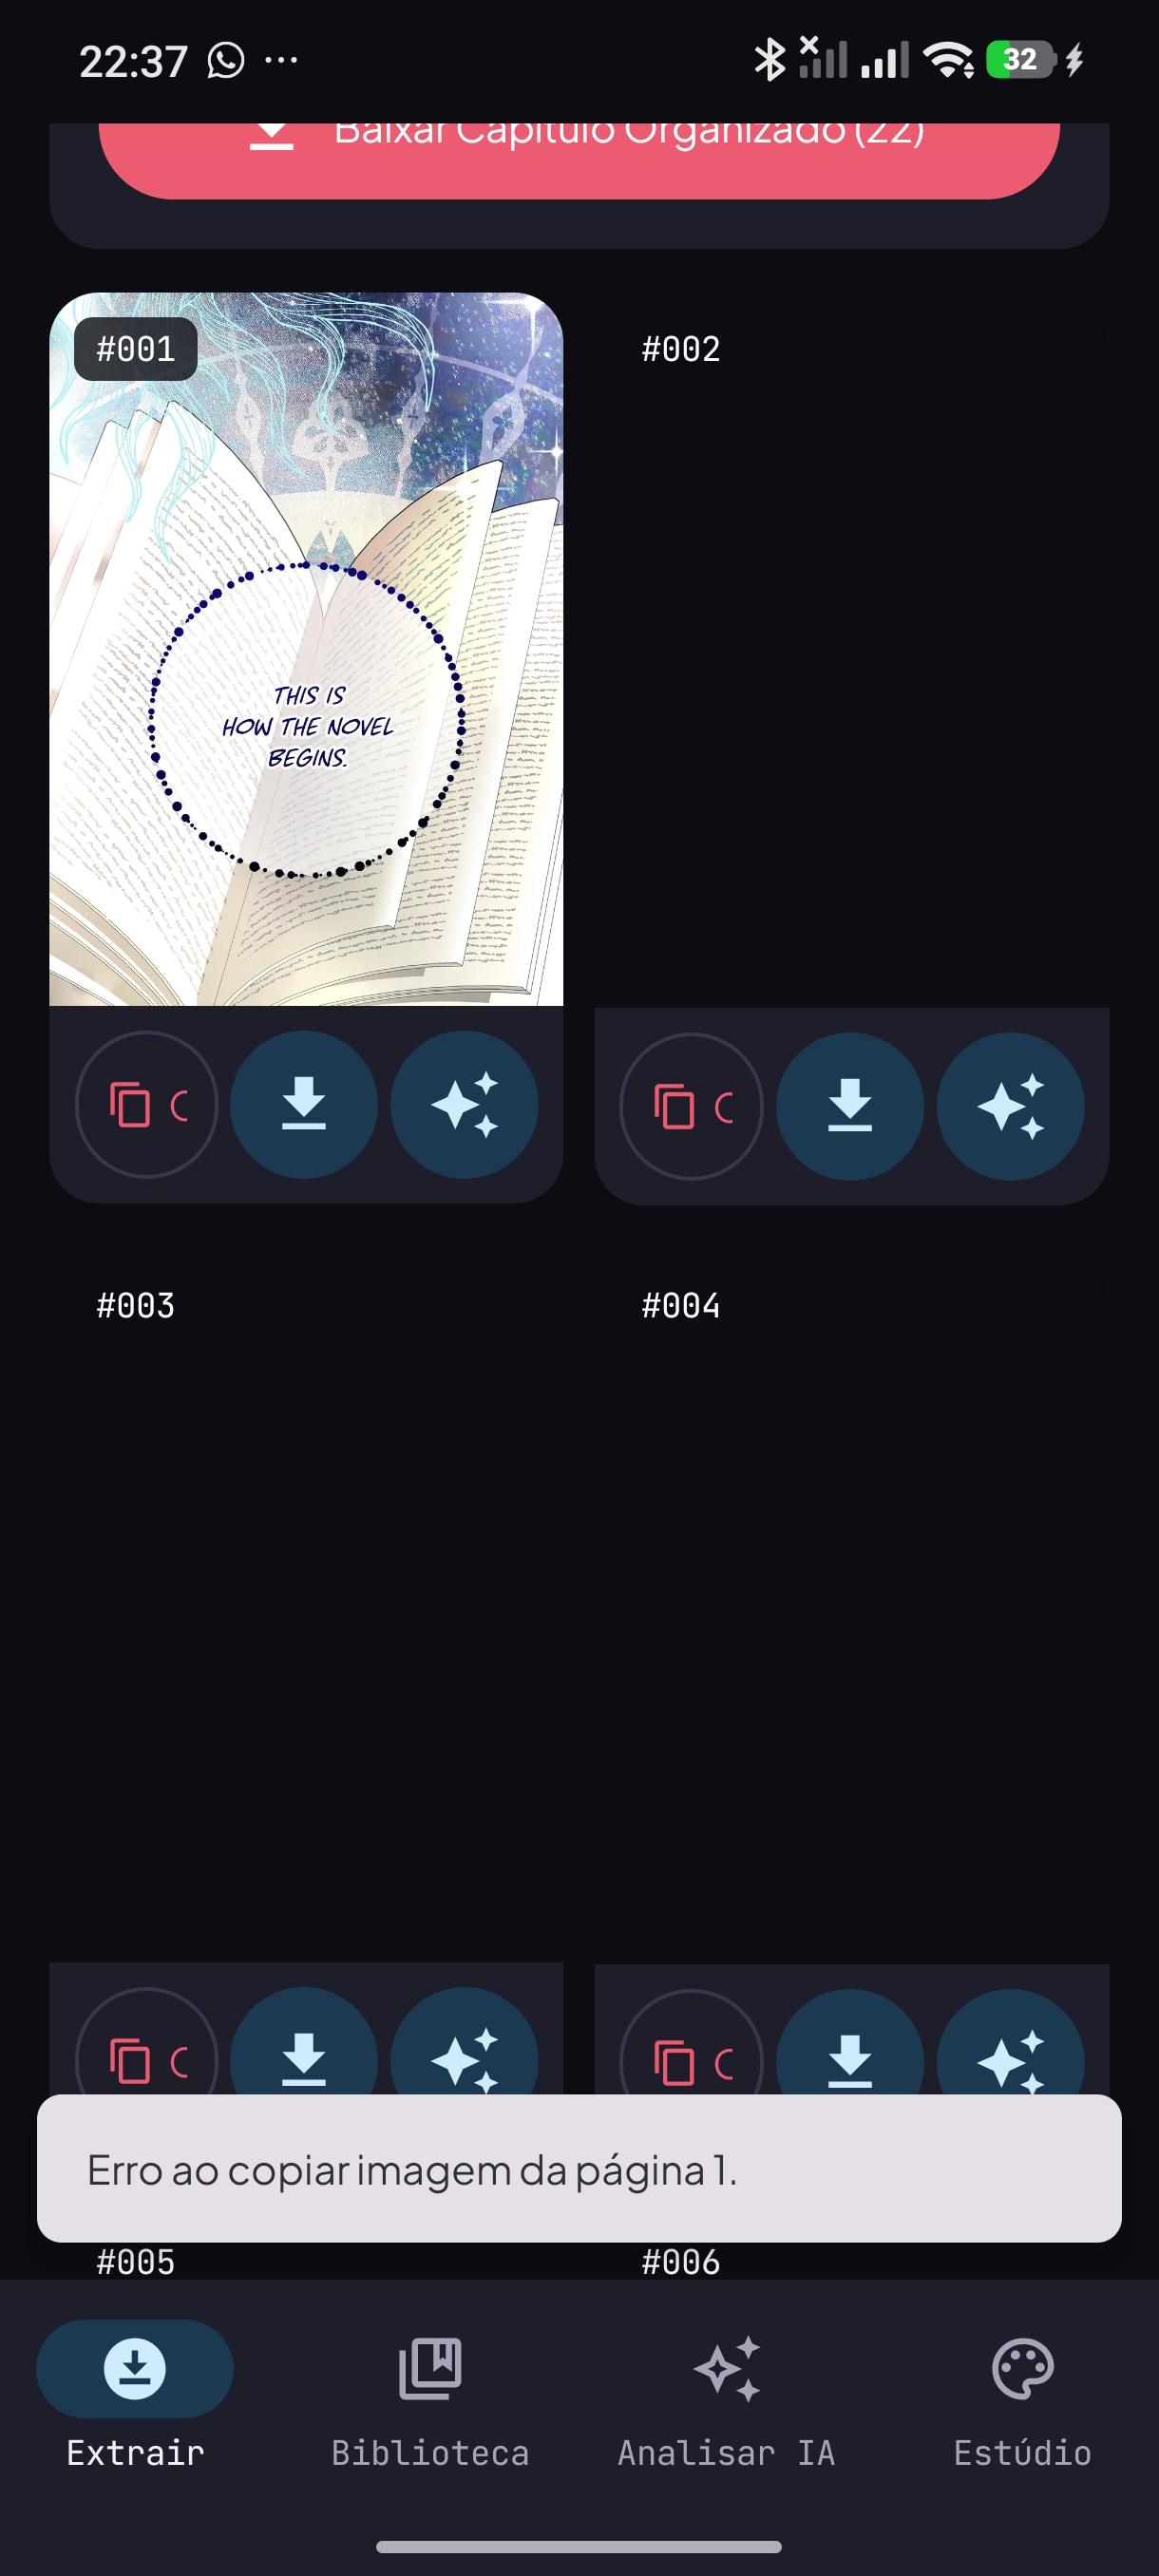 22:37
32
Baixar Capítulo Organizado (22)
#001
#002
THIS IS
HOW THE NOVEL
BEGINS.
#003
#004
Erro ao copiar imagem da página 1.
#005
#006
Extrair
Biblioteca
Analisar IA
Estúdio